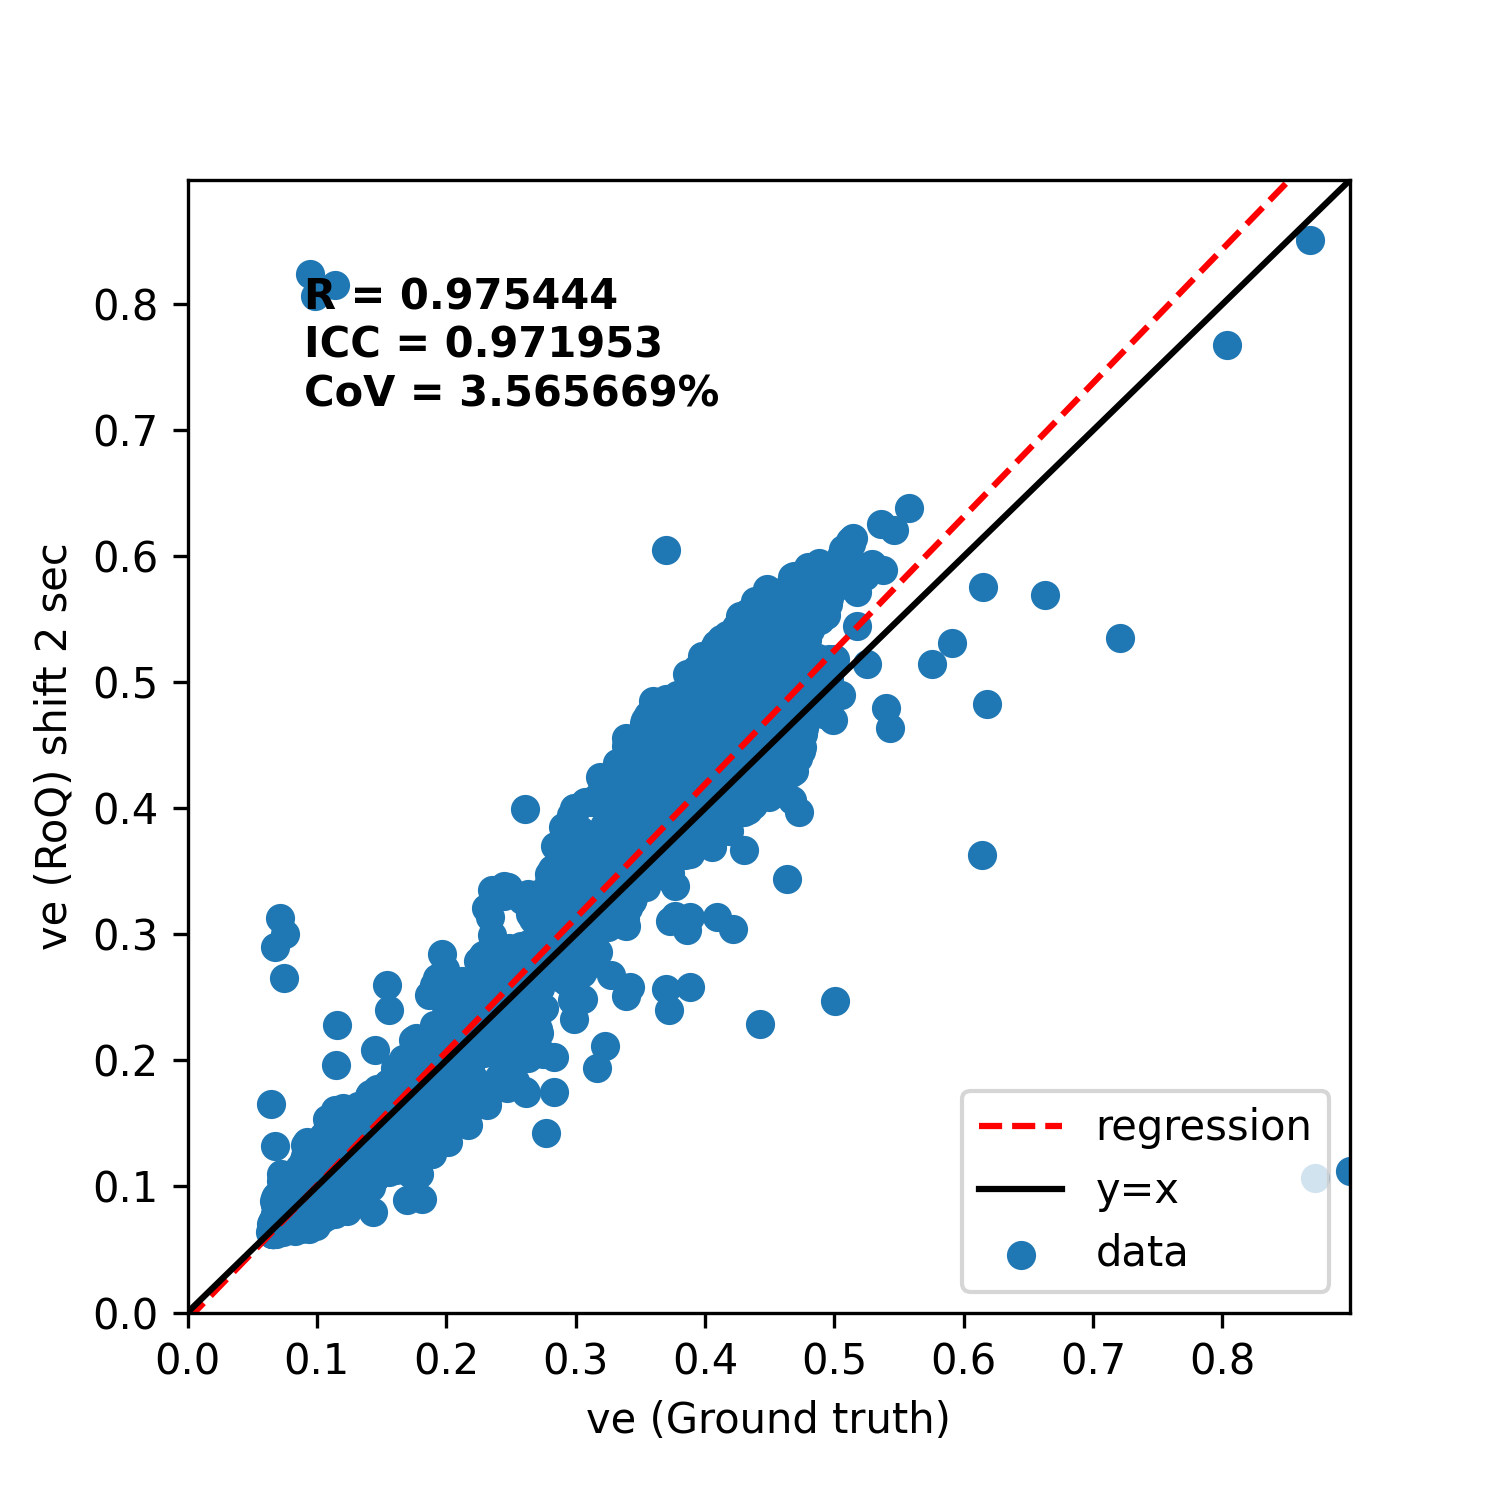 R = 0.975444
ICC = 0.971953
CoV = 3.565669%
ve (RoQ) shift 2 sec
0.8
0.7
0.6
0.5
0.4
0.3
0.2
0.1
0.0
regression
y=x
data
0.0 0.1 0.2 0.3 0.4 0.5 0.6 0.7 0.8
ve (Ground truth)